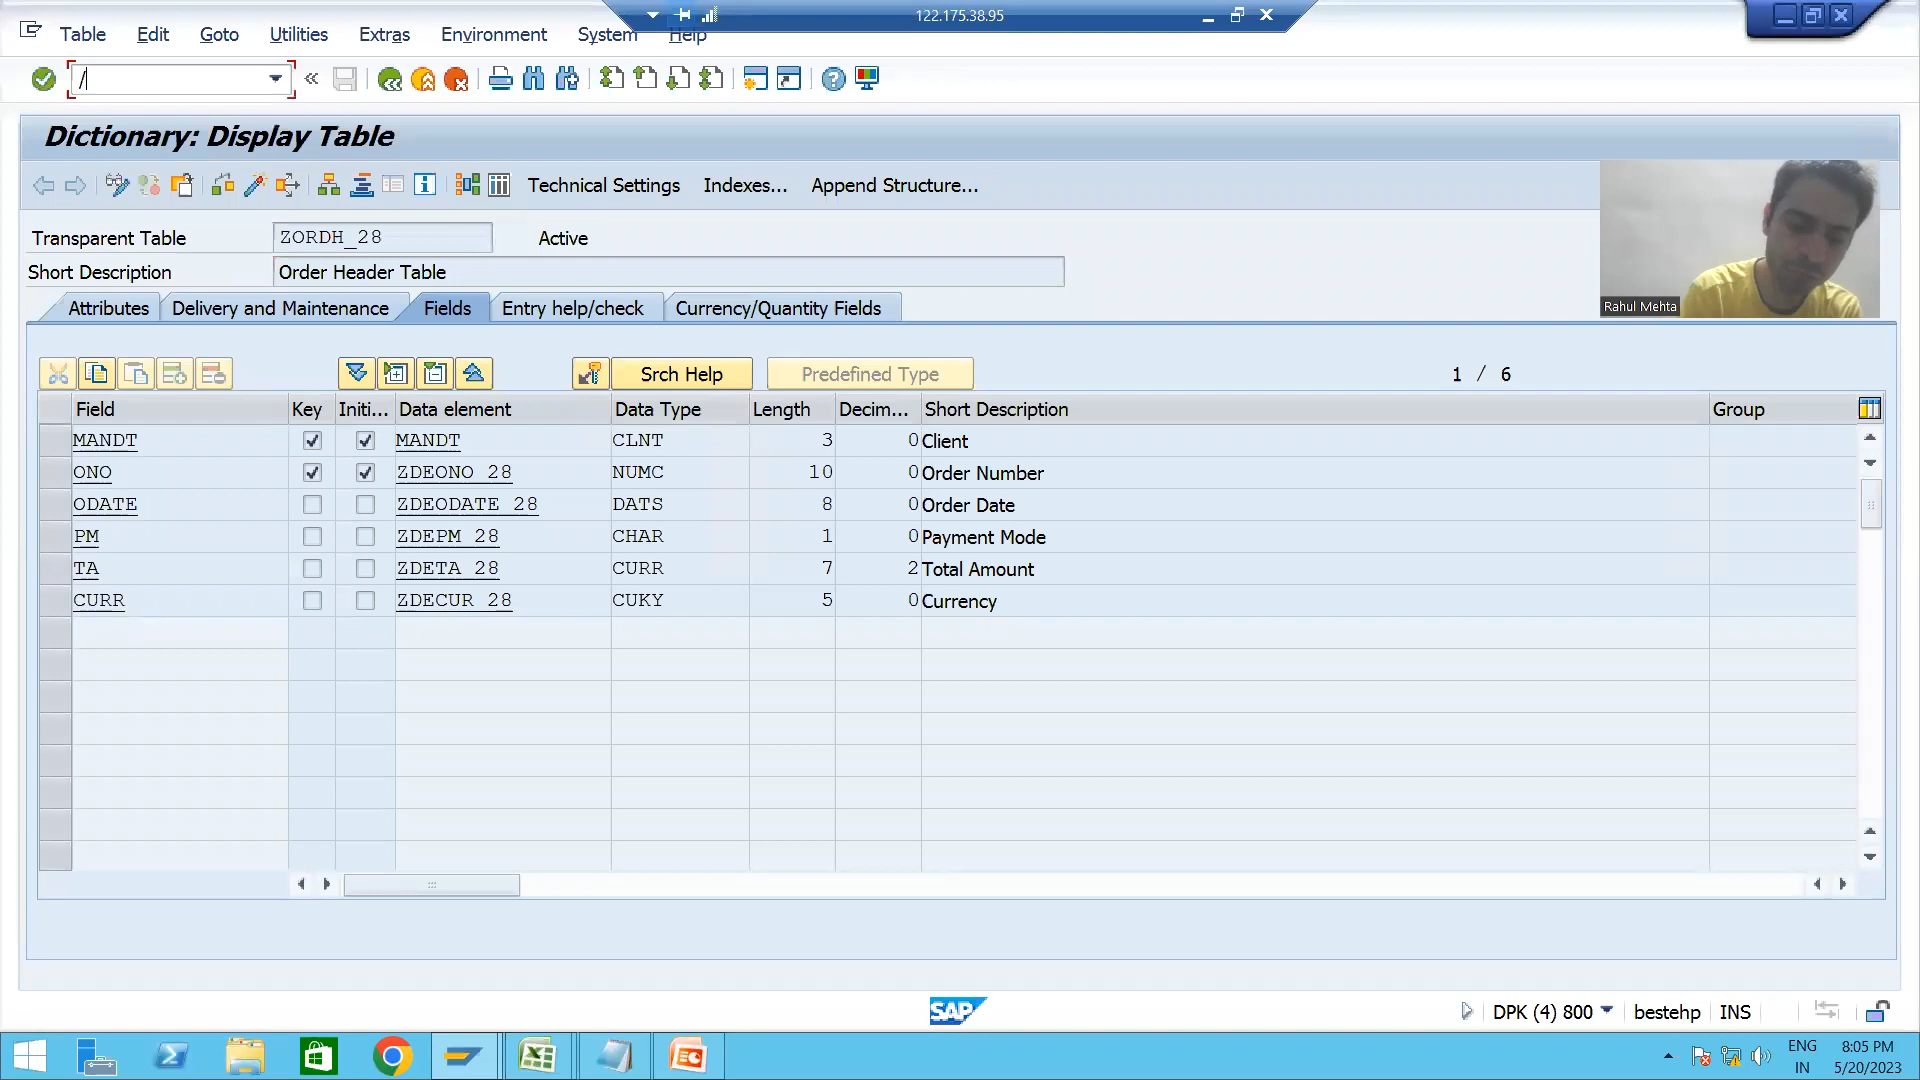 122.175.38.95
Table Edit Goto Utilities Extras Environment System Help
/
Dictionary: Display Table
Technical Settings Indexes... Append Structure...
Transparent Table ZORDH_28 Active
Short Description Order Header Table
Rahul Mehta
Attributes Delivery and Maintenance Fields Entry help/check Currency/Quantity Fields
Srch Help Predefined Type 1 / 6
Field Key Initi... Data element Data Type Length Decim... Short Description Group
MANDT MANDT CLNT 3 0 Client
ONO ZDEONO_28 NUMC 10 0 Order Number
ODATE ZDEODATE_28 DATS 8 0 Order Date
PM ZDEPM_28 CHAR 1 0 Payment Mode
TA ZDETA_28 CURR 7 2 Total Amount
CURR ZDECUR_28 CUKY 5 0 Currency
SAP DPK (4) 800 bestehp INS
ENG 8:05 PM
IN 5/20/2023